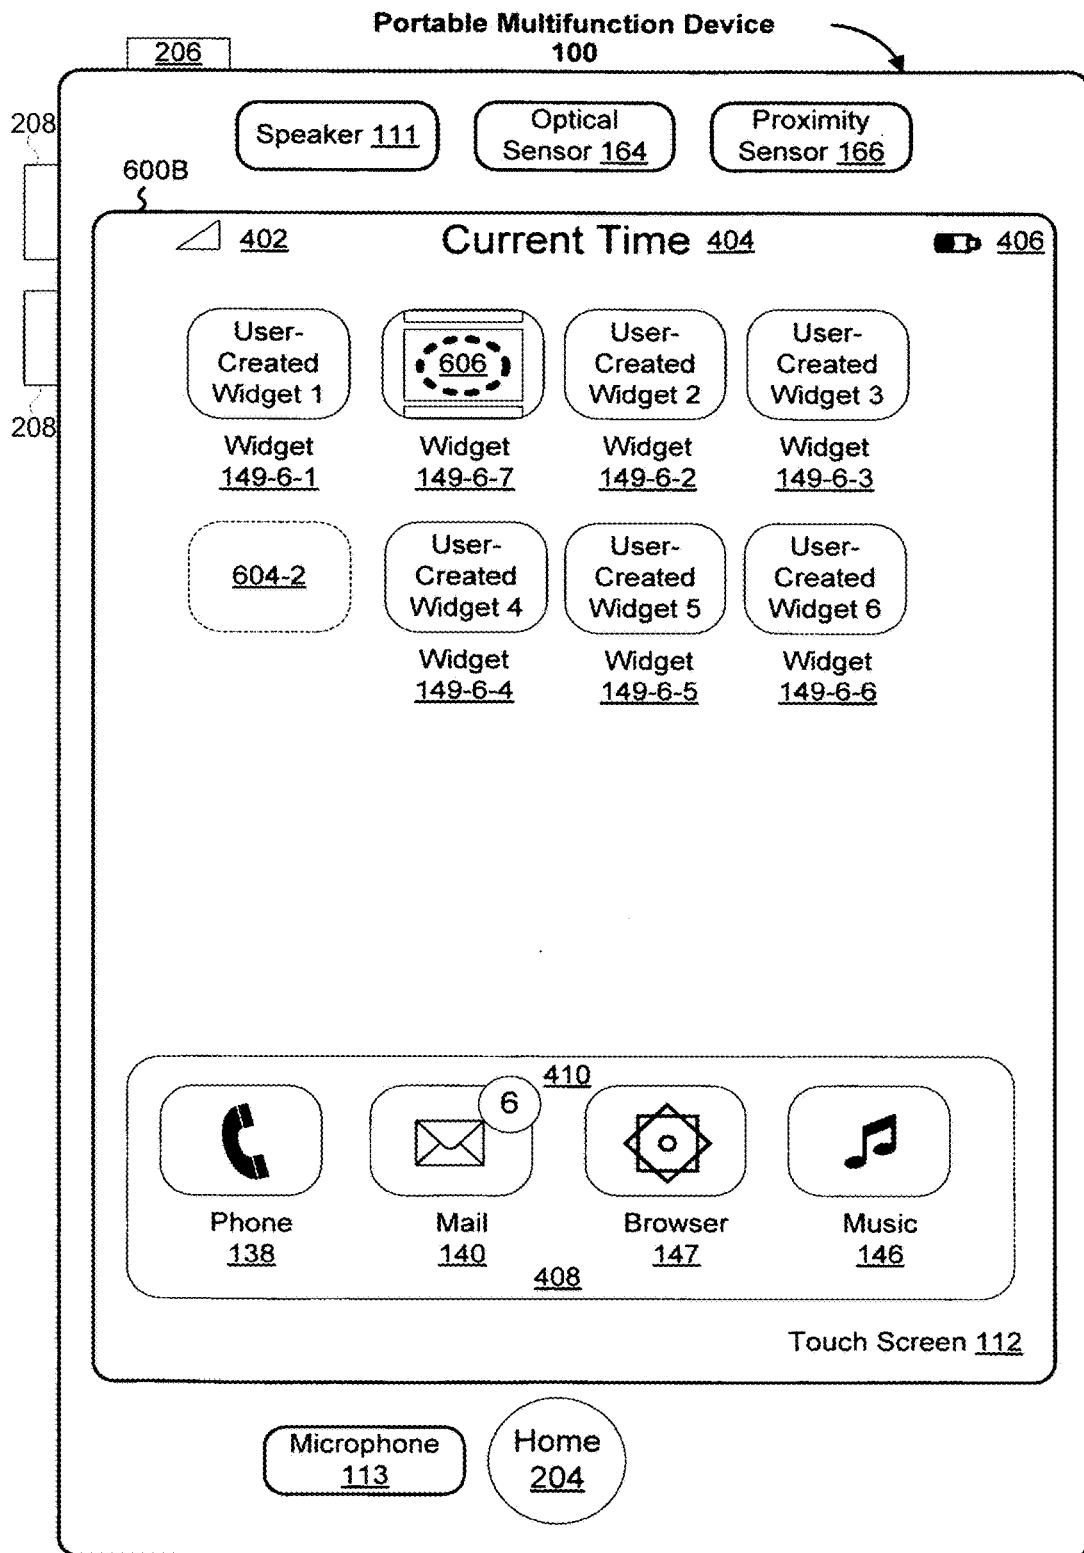 Portable Multifunction Device
100
206
208
Speaker 111
Optical
Sensor 164
Proximity
Sensor 166
600B
402
Current Time 404
406
User-
Created
Widget 1
606
User-
Created
Widget 2
User-
Created
Widget 3
208
Widget
149-6-1
Widget
149-6-7
Widget
149-6-2
Widget
149-6-3
604-2
User-
Created
Widget 4
User-
Created
Widget 5
User-
Created
Widget 6
Widget
149-6-4
Widget
149-6-5
Widget
149-6-6
410
6
Phone
138
Mail
140
Browser
147
Music
146
408
Touch Screen 112
Microphone
113
Home
204